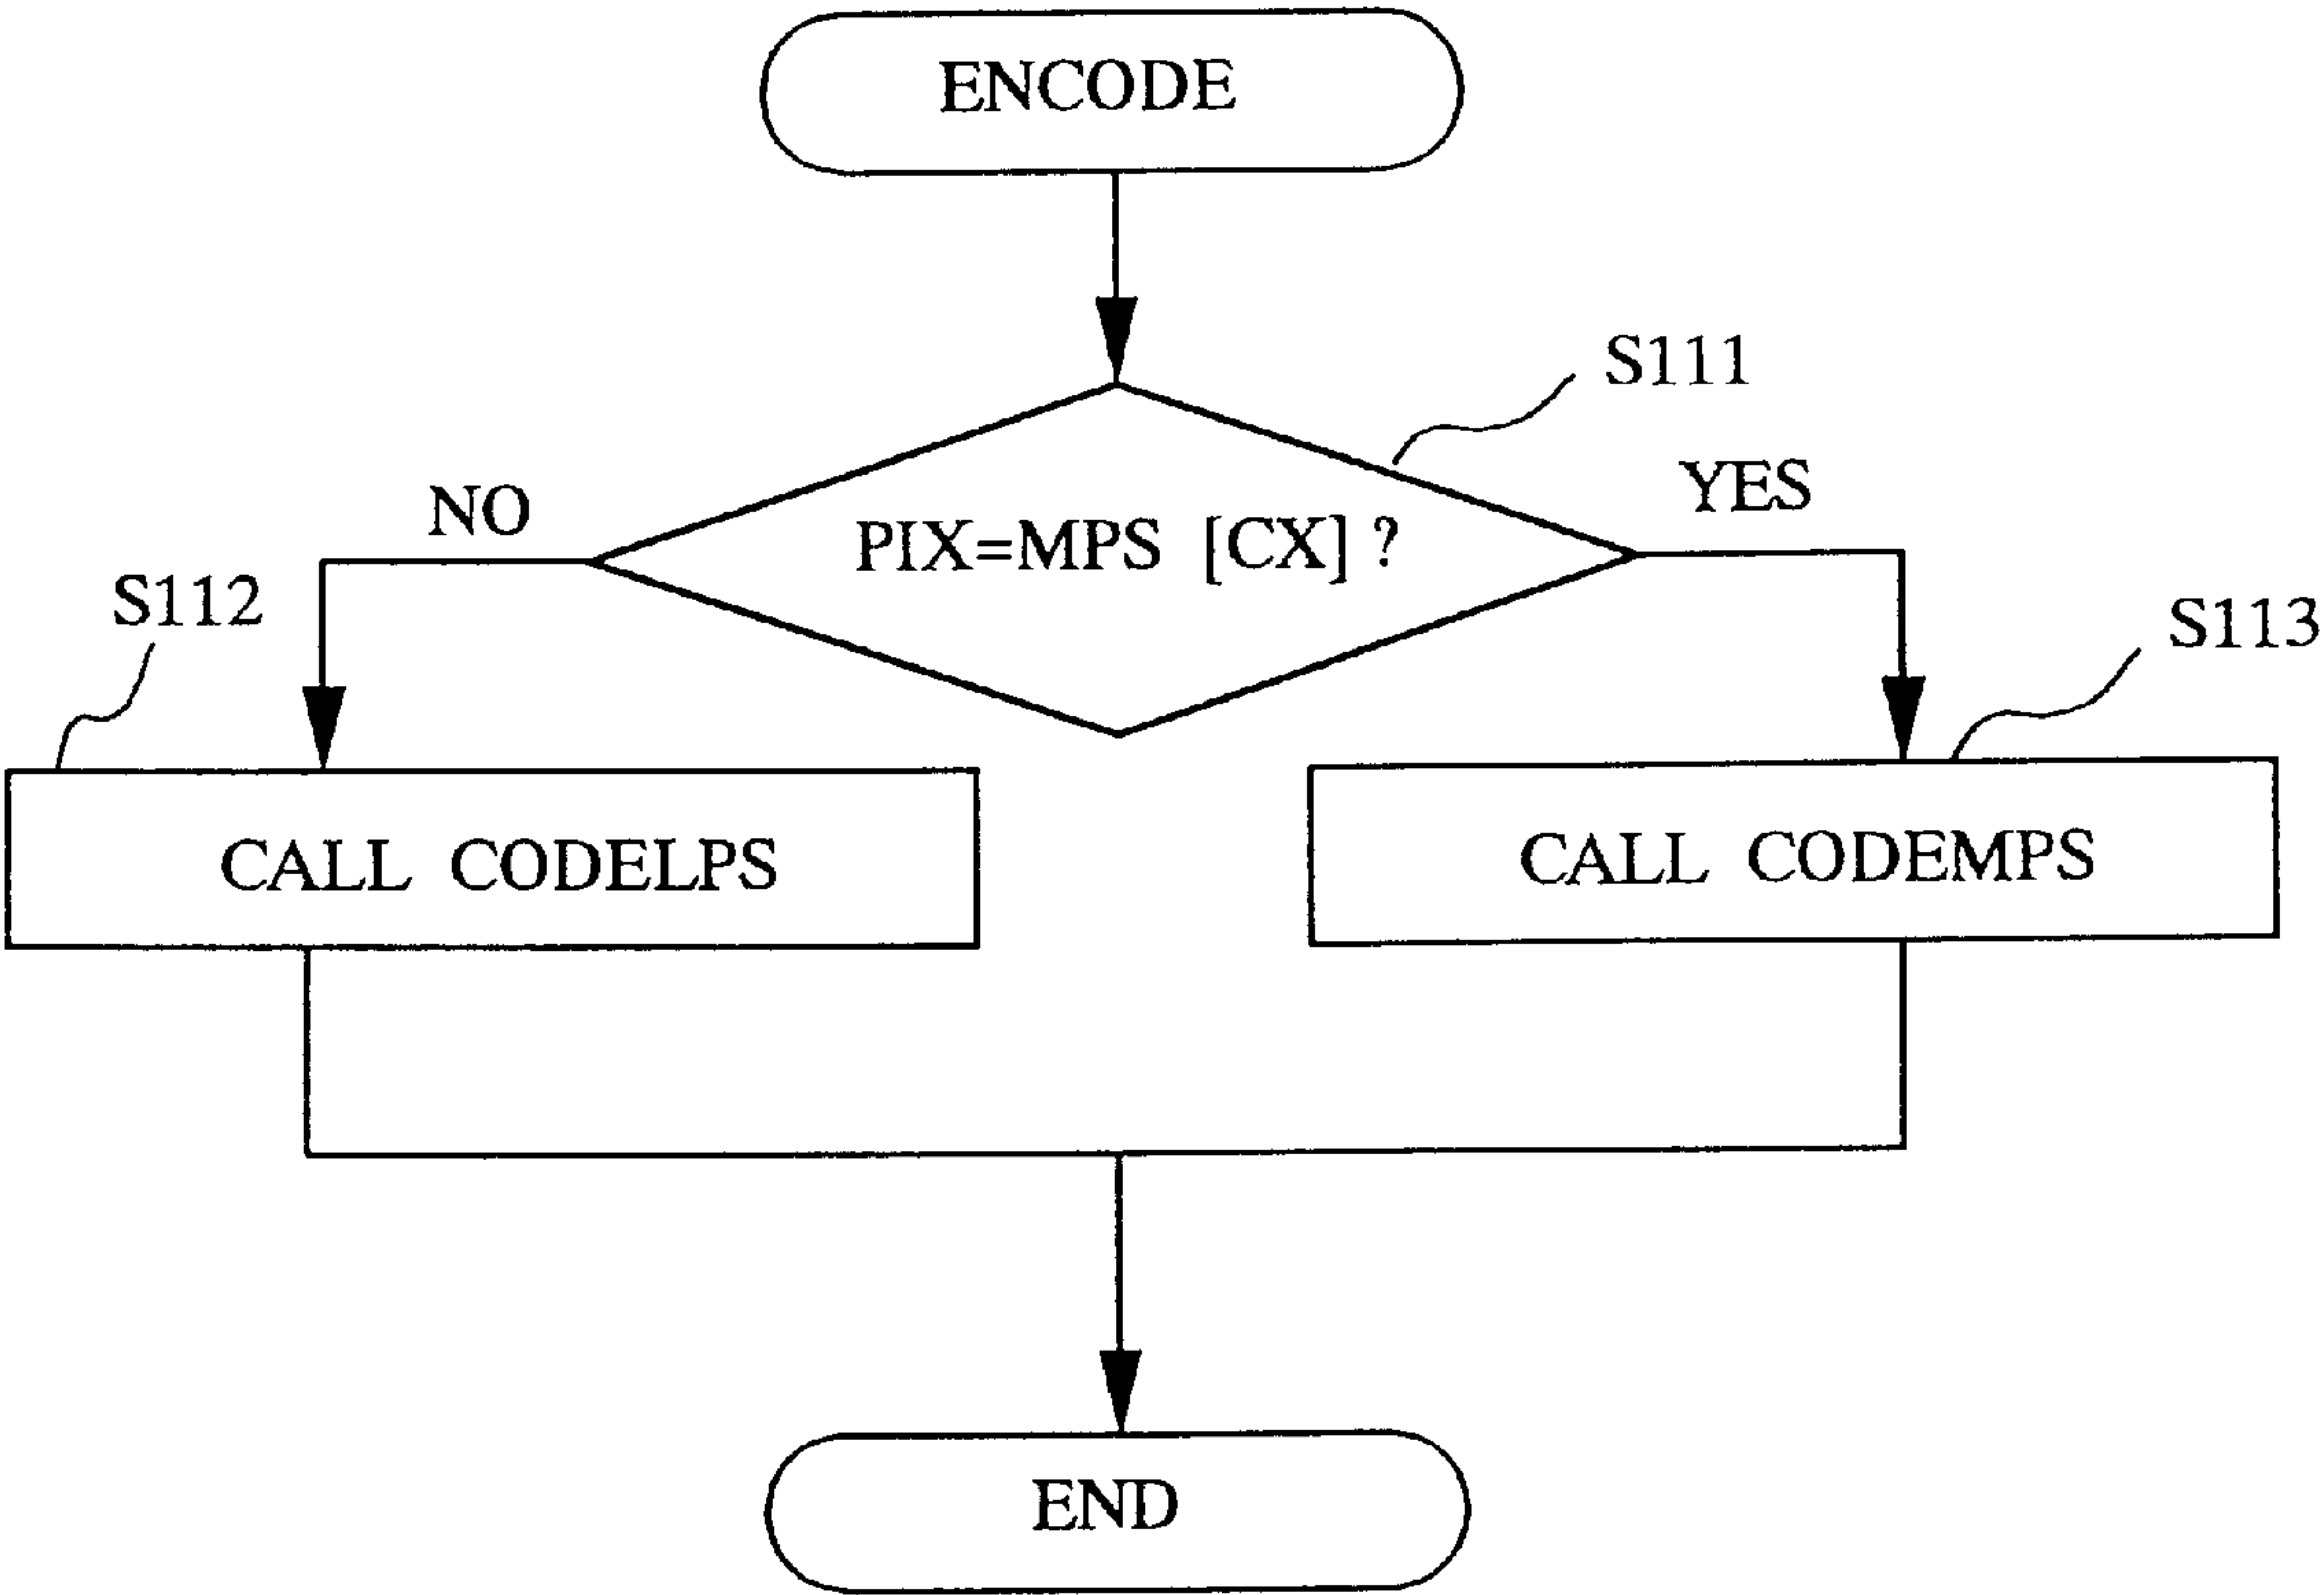 ENCODE
S111
NO
YES
PIX=MPS [CX] ?
S112
S113
CALL CODELPS
CALL CODEMPS
END